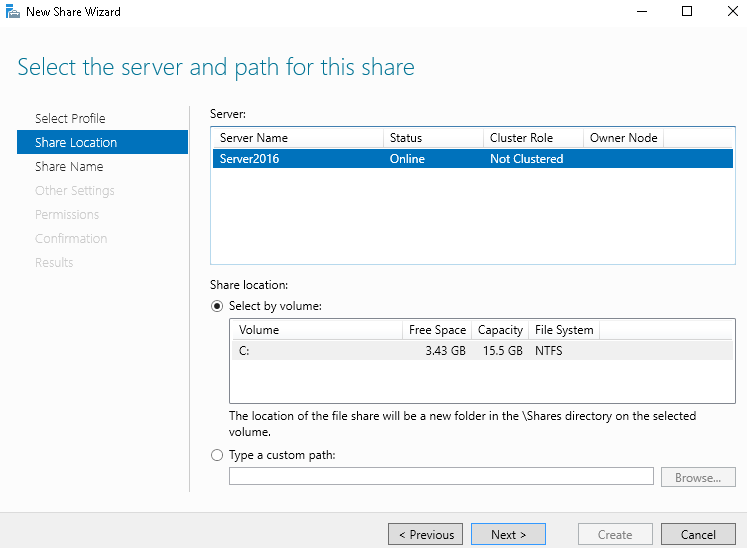 New Share Wizard
Select the server and path for this share
Select Profile
Share Location
Share Name
Other Settings
Permissions
Confirmation
Results
Server:
Server Name Status Cluster Role Owner Node
Server2016 Online Not Clustered
Share location:
Select by volume:
Volume Free Space Capacity File System
C: 3.43 GB 15.5 GB NTFS
The location of the file share will be a new folder in the \Shares directory on the selected
volume.
Type a custom path:
Browse...
< Previous Next > Create Cancel